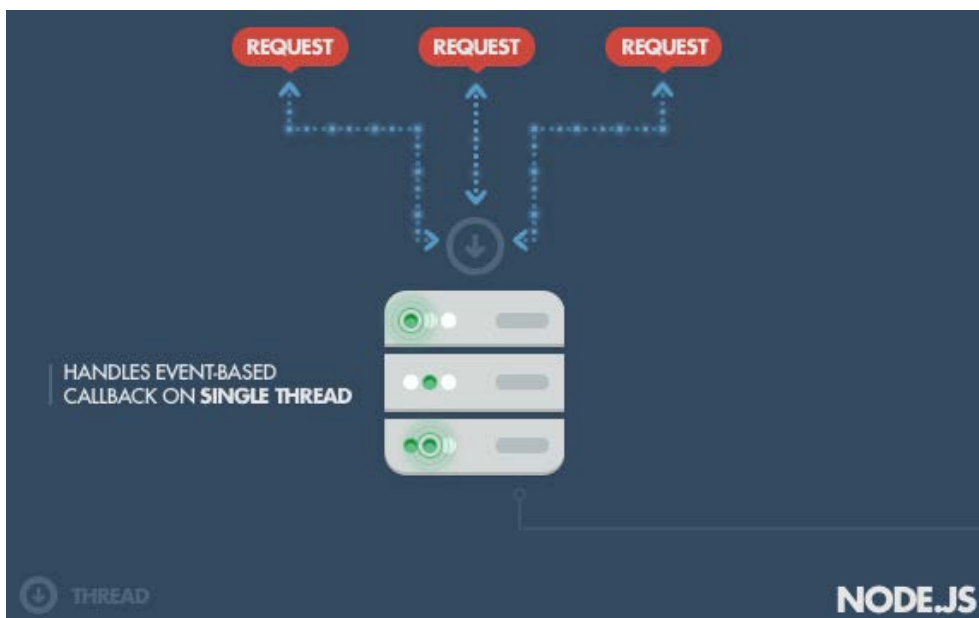 REQUEST
REQUEST
REQUEST
HANDLES EVENT-BASED
CALLBACK ON SINGLE THREAD
THREAD
NODE.JS